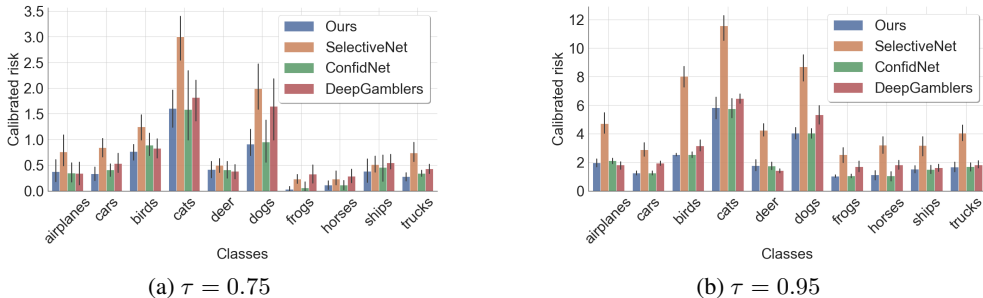 3.5
3.0
2.5
2.0
1.5
1.0
0.5
0.0
Calibrated risk
Ours
SelectiveNet
ConfidNet
DeepGamblers
airplanes
cars
birds
cats
deer
dogs
frogs
horses
ships
trucks
Classes
(a) τ = 0.75
12
10
8
6
4
2
0
Calibrated risk
Ours
SelectiveNet
ConfidNet
DeepGamblers
airplanes
cars
birds
cats
deer
dogs
frogs
horses
ships
trucks
Classes
(b) τ = 0.95